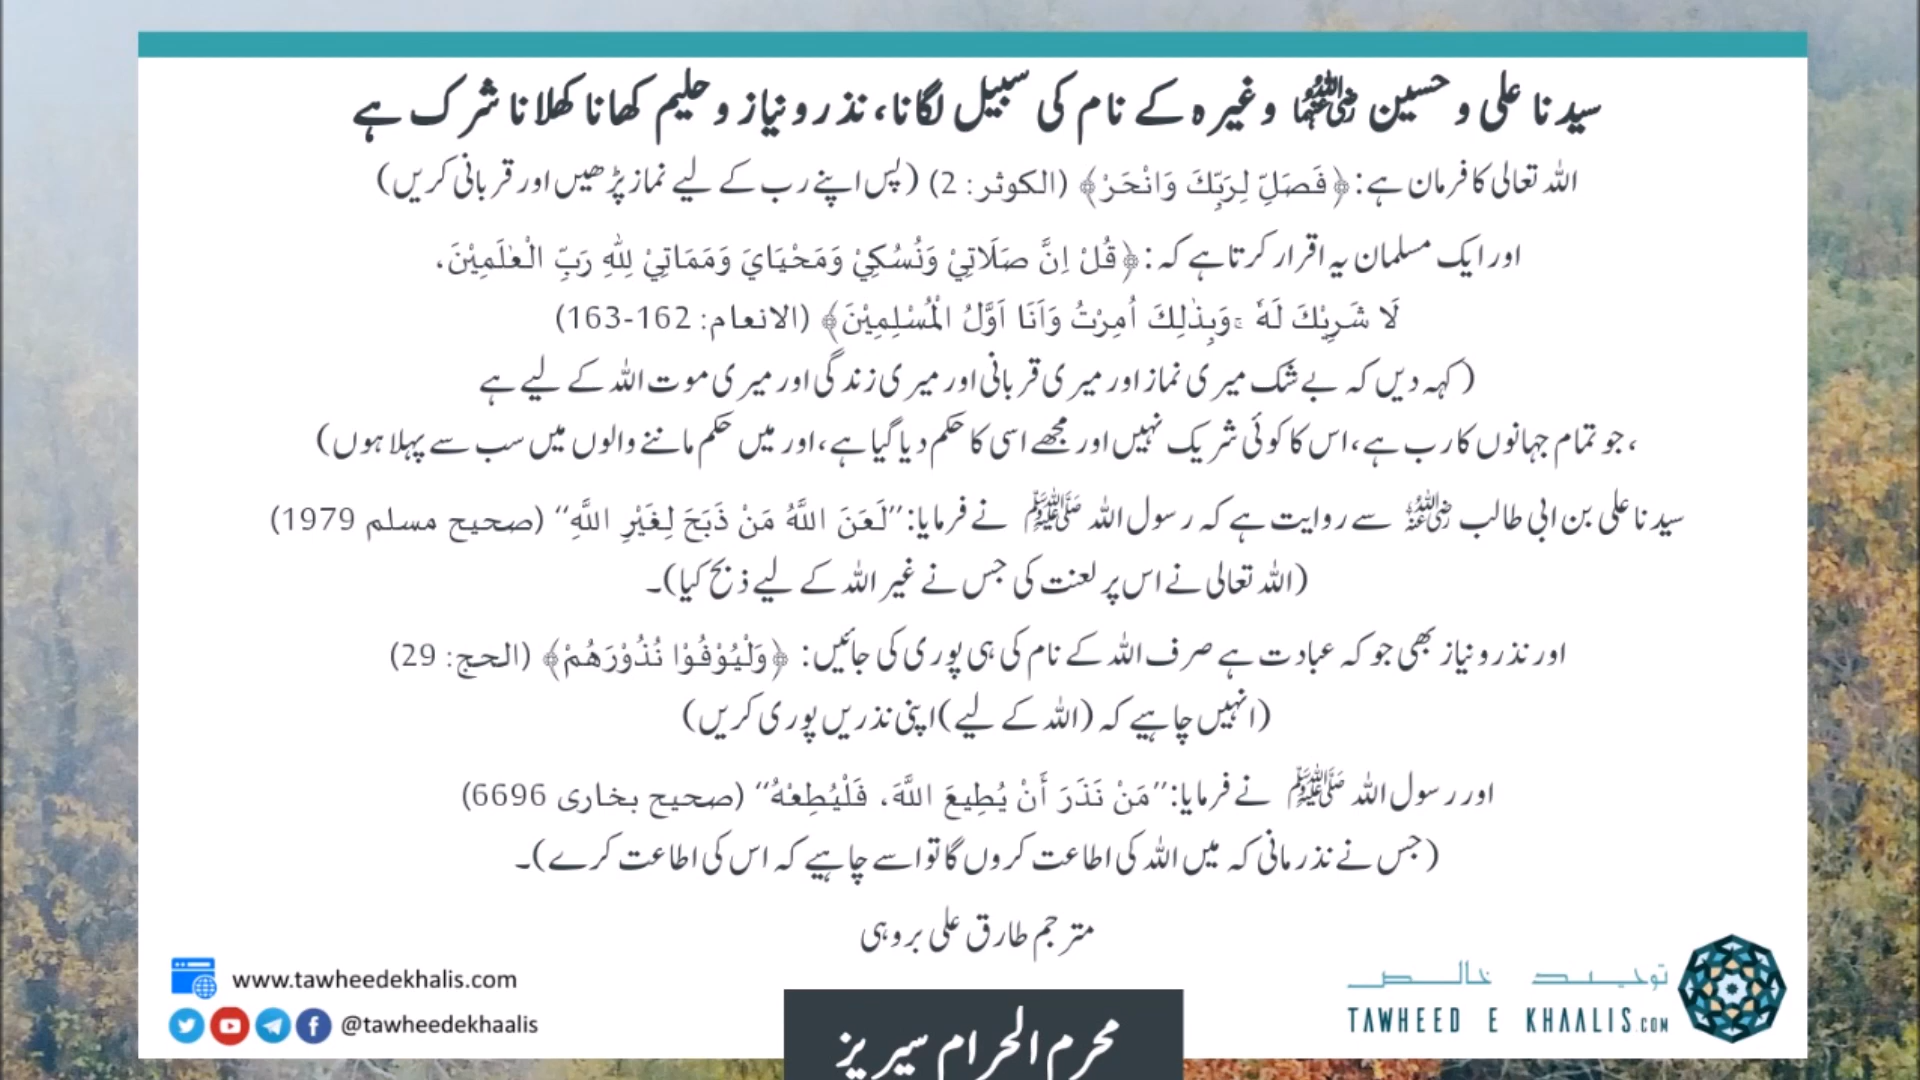 سیدنا علی و حسین رضی اللہ عنہما وغیرہ کے نام کی سبیل لگانا، نذر و نیاز و حلیم کھانا کھلانا شرک ہے
اللہ تعالی کا فرمان ہے: ﴿فَصَلِّ لِرَبِّكَ وَانْحَرْ﴾ (الكوثر: 2) (پس اپنے رب کے لیے نماز پڑھیں اور قربانی کریں)
اور ایک مسلمان یہ اقرار کرتا ہے کہ: ﴿قُلْ اِنَّ صَلَاتِيْ وَنُسُكِيْ وَمَحْيَايَ وَمَمَاتِيْ لِلّٰهِ رَبِّ الْعٰلَمِيْنَ،
لَا شَرِيْكَ لَهٗ ۚ وَبِذٰلِكَ اُمِرْتُ وَاَنَا اَوَّلُ الْمُسْلِمِيْنَ﴾ (الانعام: 162-163)
(کہہ دیں کہ بے شک میری نماز اور میری قربانی اور میری زندگی اور میری موت اللہ کے لیے ہے
، جو تمام جہانوں کا رب ہے، اس کا کوئی شریک نہیں اور مجھے اسی کا حکم دیا گیا ہے، اور میں حکم ماننے والوں میں سب سے پہلا ہوں)
سیدنا علی بن ابی طالب رضی اللہ عنہ سے روایت ہے کہ رسول اللہ ﷺ نے فرمایا: ’’لَعَنَ اللَّهُ مَنْ ذَبَحَ لِغَيْرِ اللَّهِ‘‘ (صحیح مسلم 1979)
(اللہ تعالی نے اس پر لعنت کی جس نے غیر اللہ کے لیے ذبح کیا)۔
اور نذر و نیاز بھی جو کہ عبادت ہے صرف اللہ کے نام کی ہی پوری کی جائیں: ﴿وَلْيُوْفُوْا نُذُوْرَهُمْ﴾ (الحج: 29)
(انہیں چاہیے کہ (اللہ کے لیے) اپنی نذریں پوری کریں)
اور رسول اللہ ﷺ نے فرمایا: ’’مَنْ نَذَرَ أَنْ يُطِيعَ اللَّهَ، فَلْيُطِعْهُ‘‘ (صحیح بخاری 6696)
(جس نے نذر مانی کہ میں اللہ کی اطاعت کروں گا تو اسے چاہیے کہ اس کی اطاعت کرے)۔
مترجم طارق علی بروہی
www.tawheedekhalis.com
@tawheedekhaalis
توحید خالص
TAWHEED E KHAALIS.COM
محرم الحرام سیریز